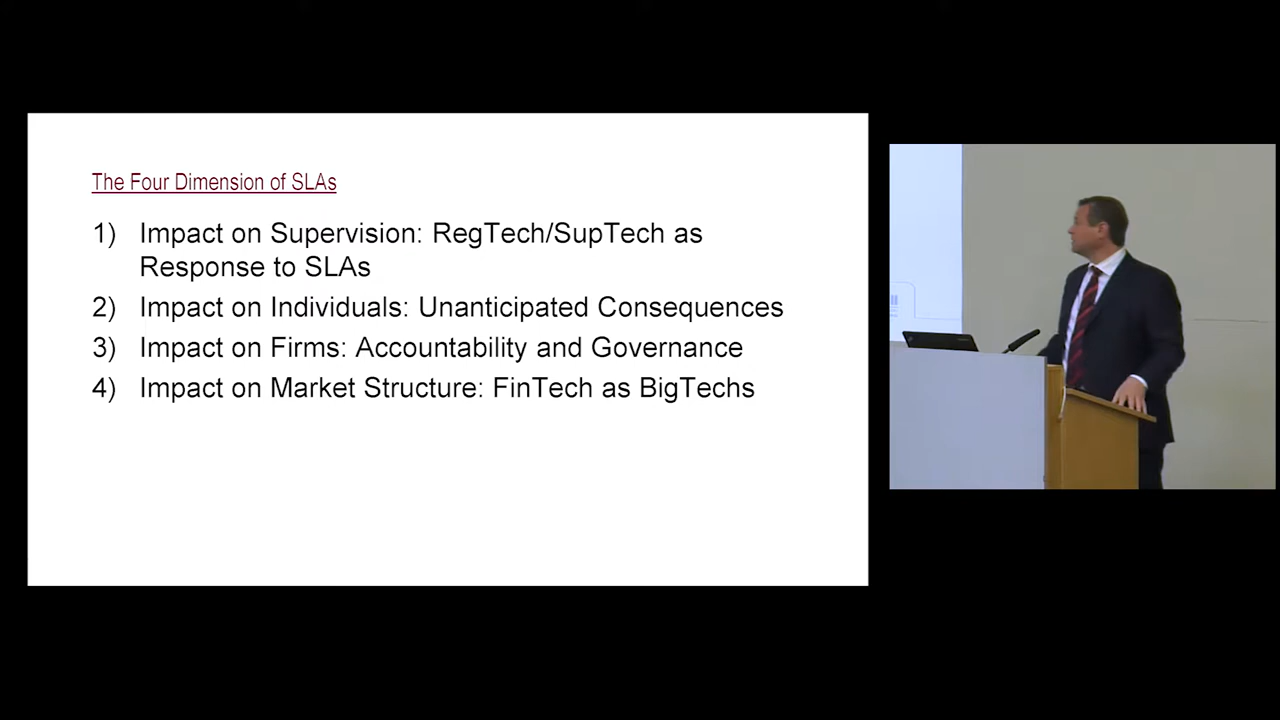 The Four Dimension of SLAs
1) Impact on Supervision: RegTech/SupTech as
Response to SLAs
2) Impact on Individuals: Unanticipated Consequences
3) Impact on Firms: Accountability and Governance
4) Impact on Market Structure: FinTech as BigTechs